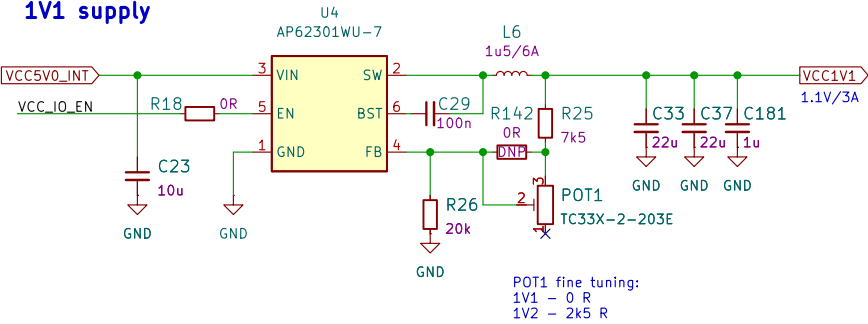 1V1 supply
U4
AP62301WU-7
L6
1u5/6A
VCC5V0_INT
3 VIN
SW 2
VCC1V1
1.1V/3A
VCC_IO_EN
R18
0R
5 EN
BST 6
C29
100n
R142
0R
DNP
R25
7k5
C33
22u
C37
22u
C181
1u
1 GND
FB 4
C23
10u
GND
GND
GND
GND
GND
R26
20k
GND
3
2
1
POT1
TC33X-2-203E
POT1 fine tuning:
1V1 - 0 R
1V2 - 2k5 R